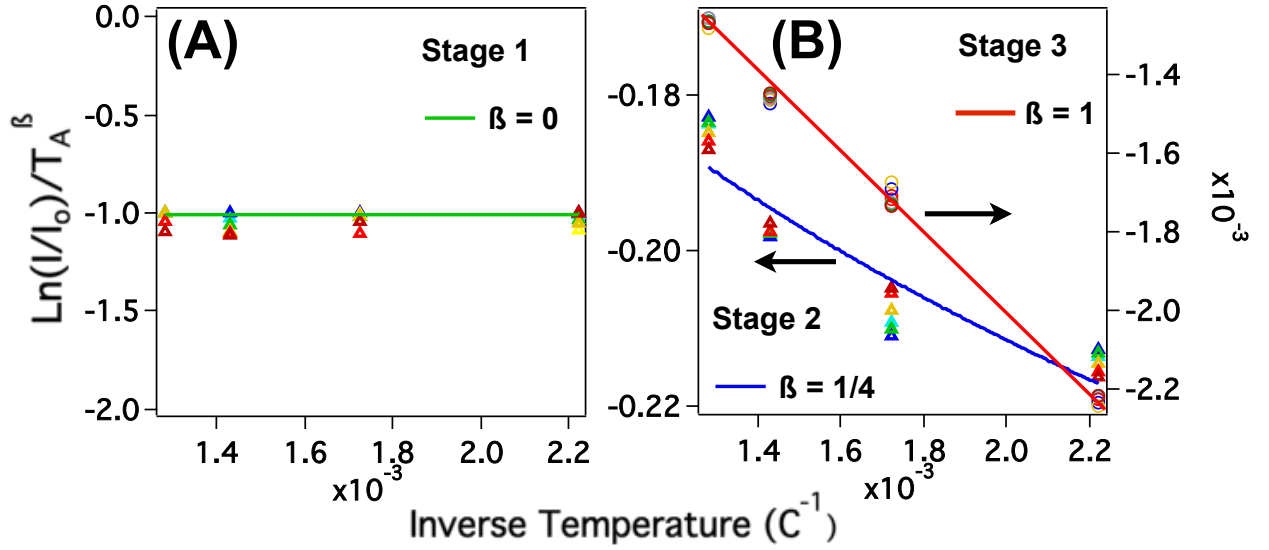 Ln(I/I₀)/T_A^ß
0.0
-0.5
-1.0
-1.5
-2.0
(A)
Stage 1
ß = 0
1.4
1.6
1.8
2.0
2.2
x10⁻³
-0.18
-0.20
-0.22
(B)
Stage 3
ß = 1
Stage 2
ß = 1/4
-1.4
-1.6
-1.8
-2.0
-2.2
x10⁻³
1.4
1.6
1.8
2.0
2.2
x10⁻³
Inverse Temperature (C⁻¹)